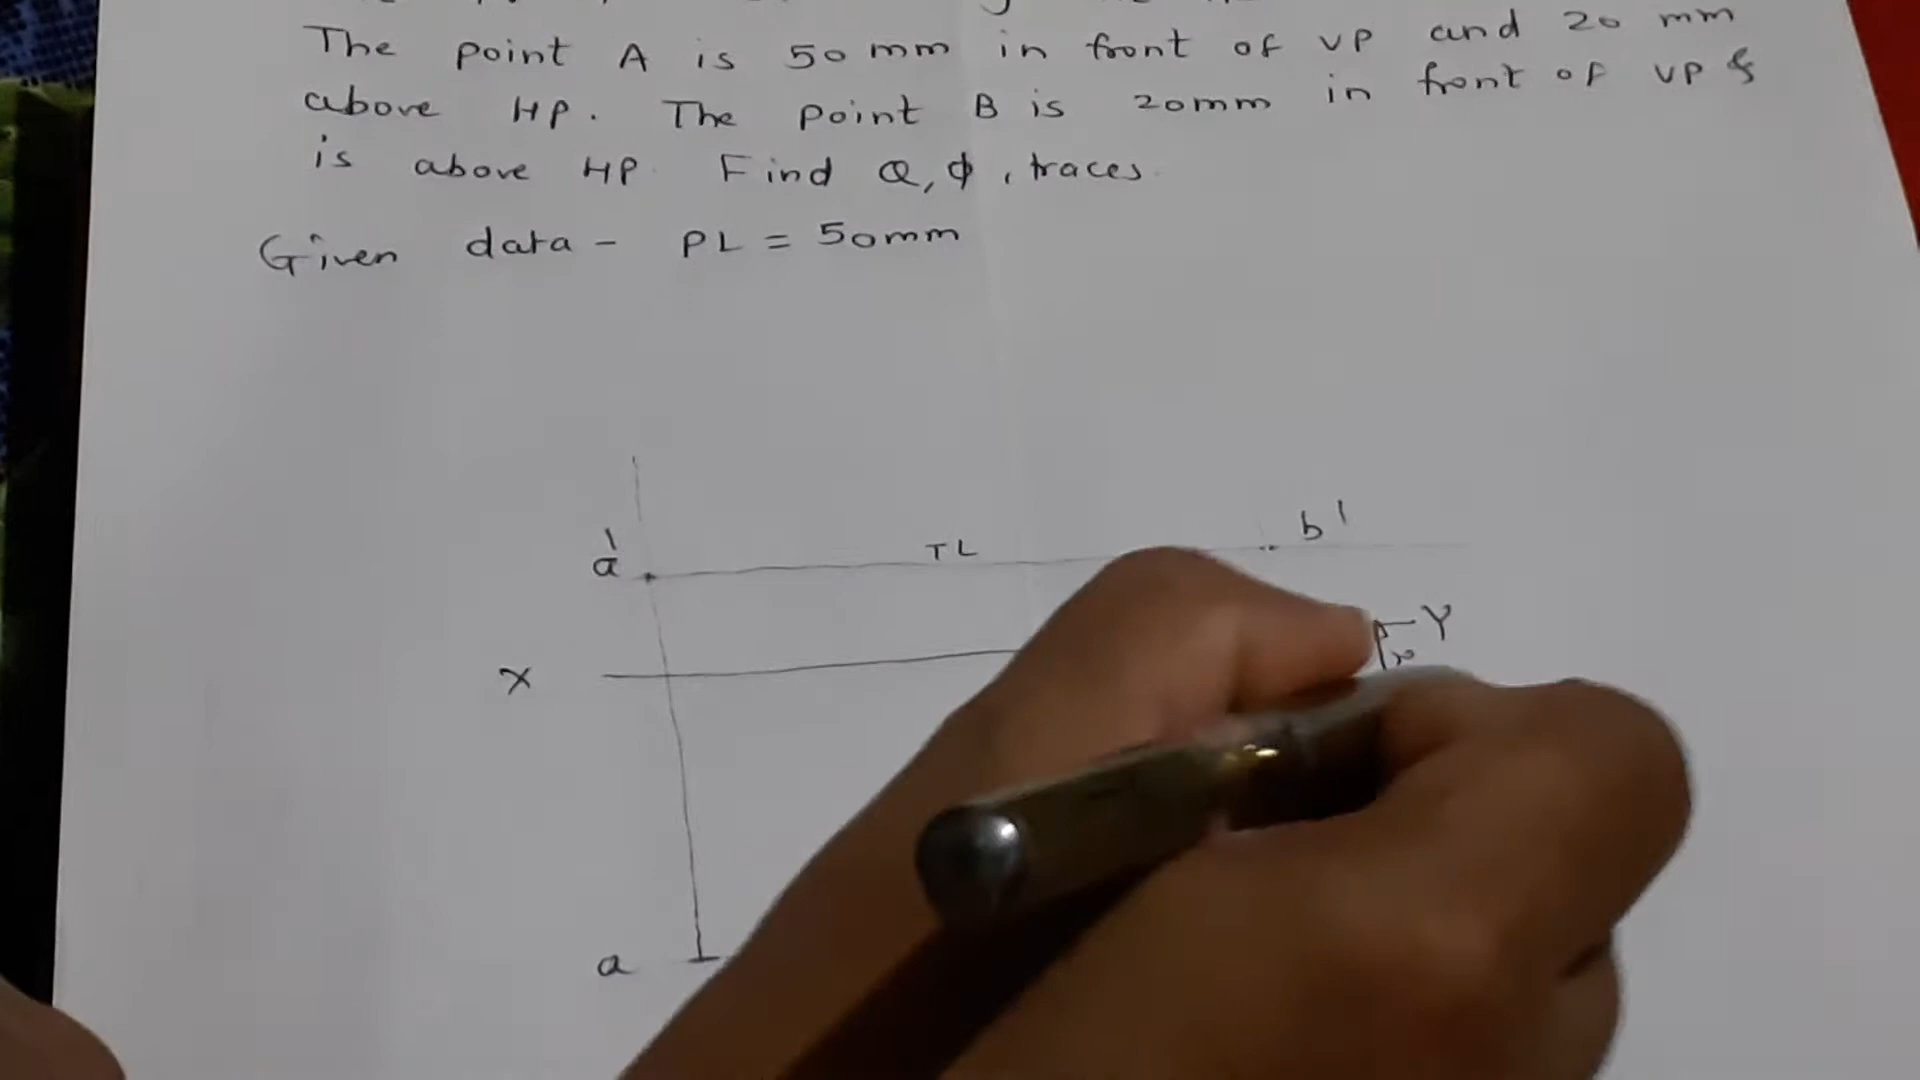 The point A is 50 mm in front of VP and 20 mm
above HP. The point B is 20mm in front of VP &
is above HP. Find Q, φ, traces.
Given data - PL = 50mm
a' TL b'
X Y
a